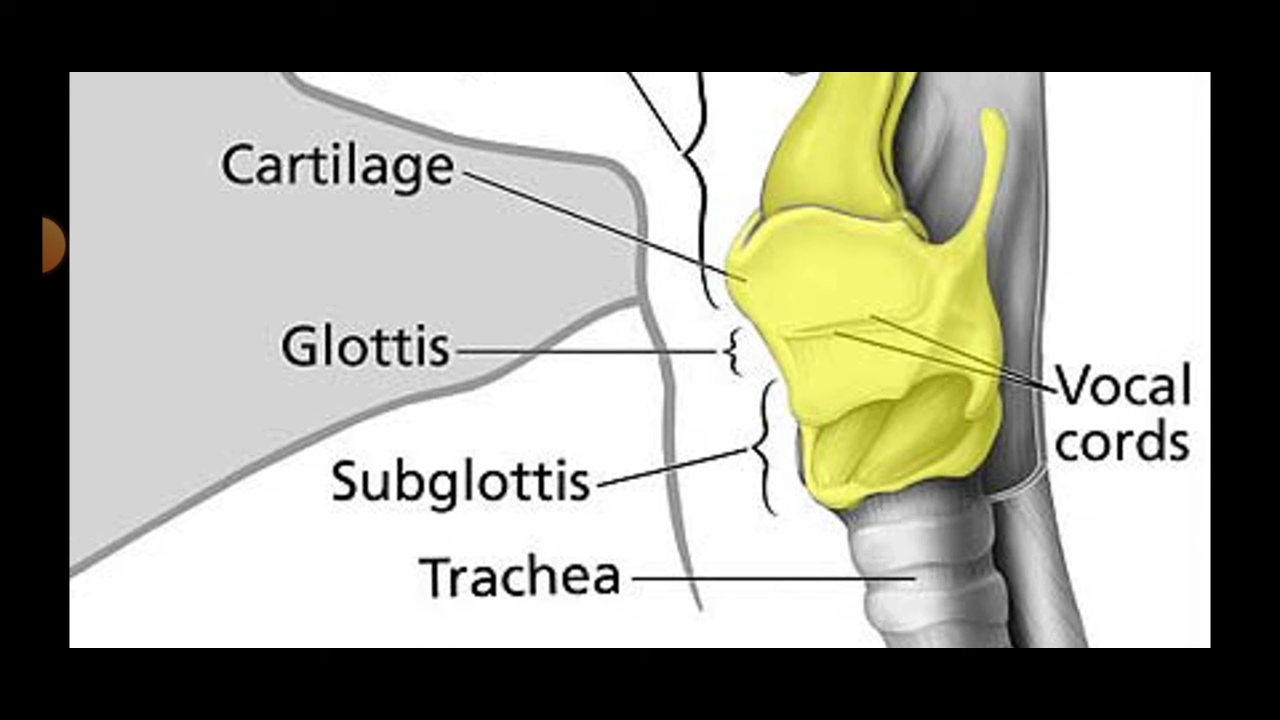 Cartilage
Glottis
Vocal
cords
Subglottis
Trachea